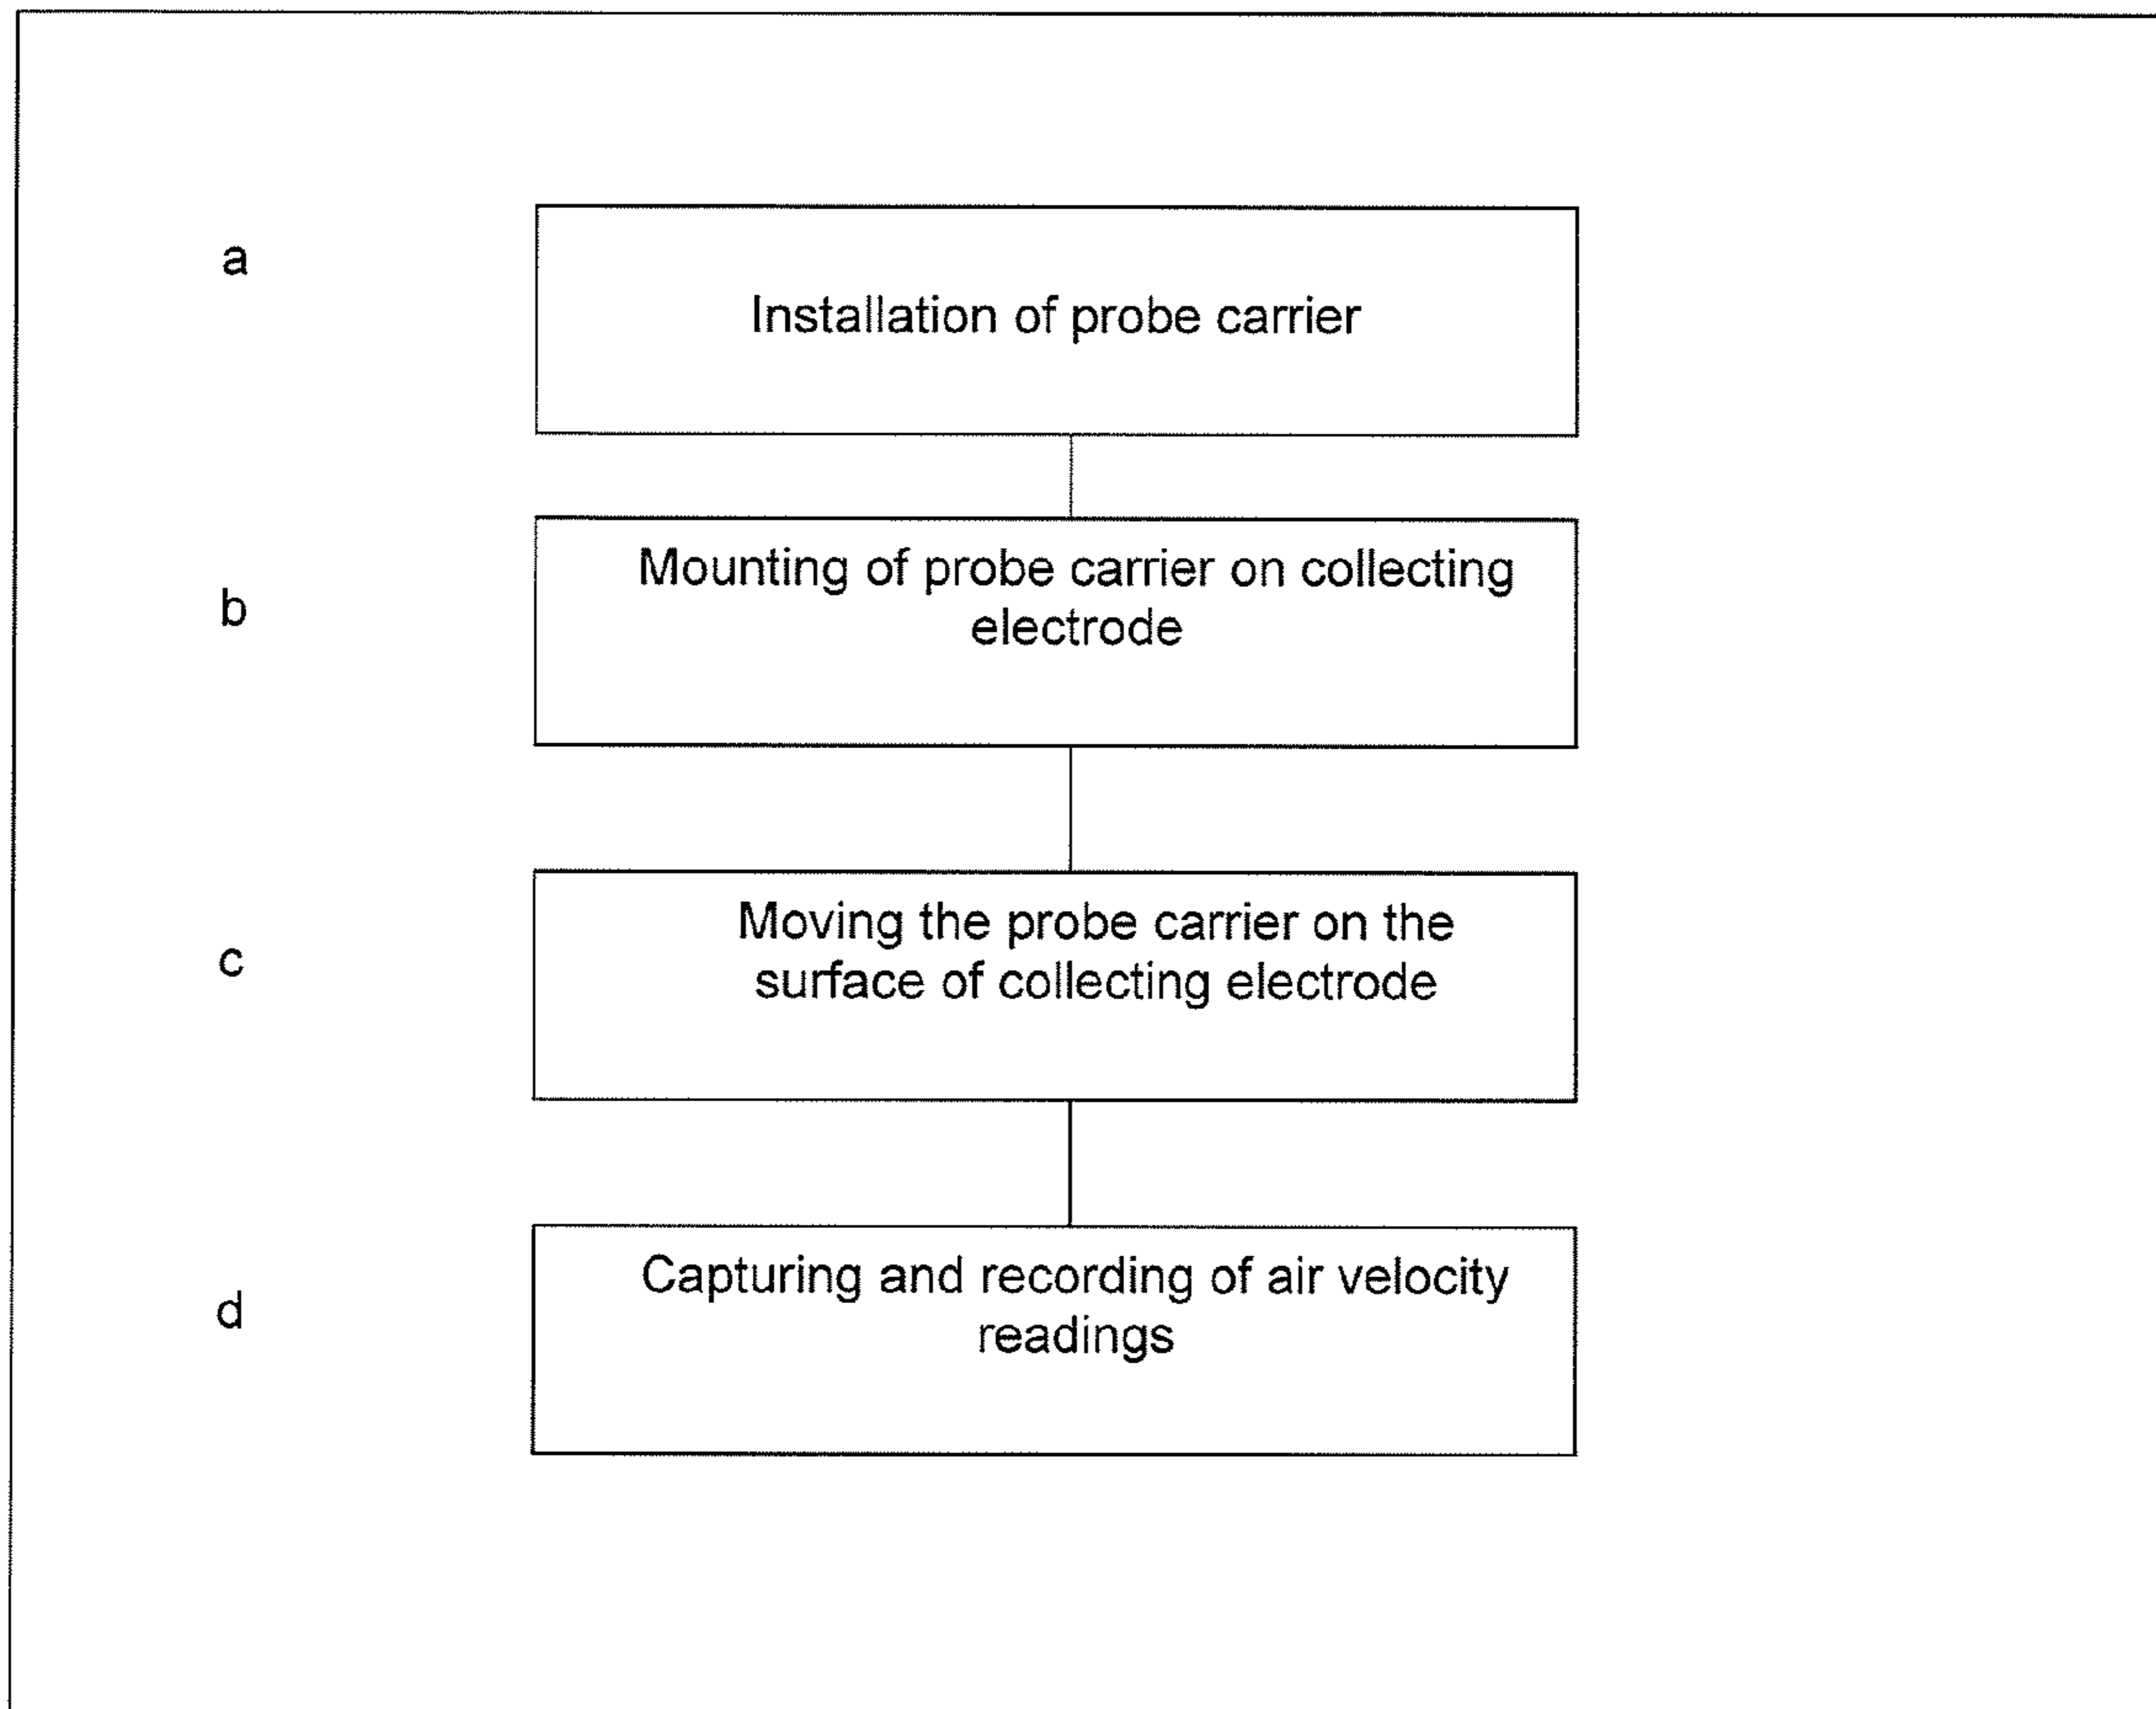 a
Installation of probe carrier
b
Mounting of probe carrier on collecting
electrode
c
Moving the probe carrier on the
surface of collecting electrode
d
Capturing and recording of air velocity
readings